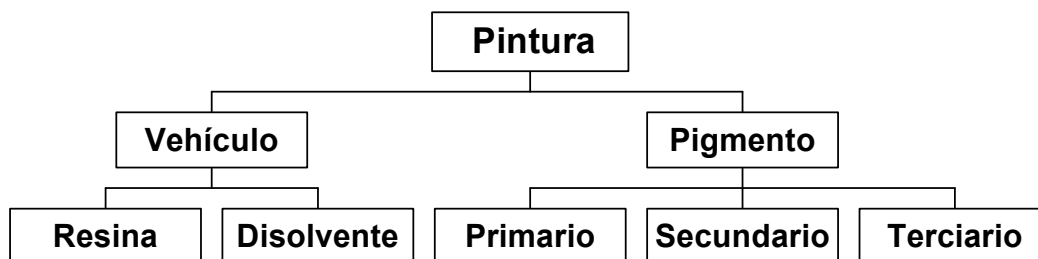 Pintura
Vehículo
Pigmento
Resina
Disolvente
Primario
Secundario
Terciario